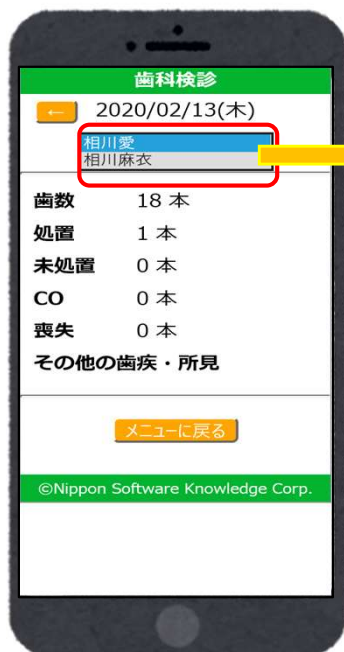 歯科検診
← 2020/02/13(木)
相川愛
相川麻衣
歯数 18 本
処置 1 本
未処置 0 本
CO 0 本
喪失 0 本
その他の歯疾・所見
メニューに戻る
©Nippon Software Knowledge Corp.